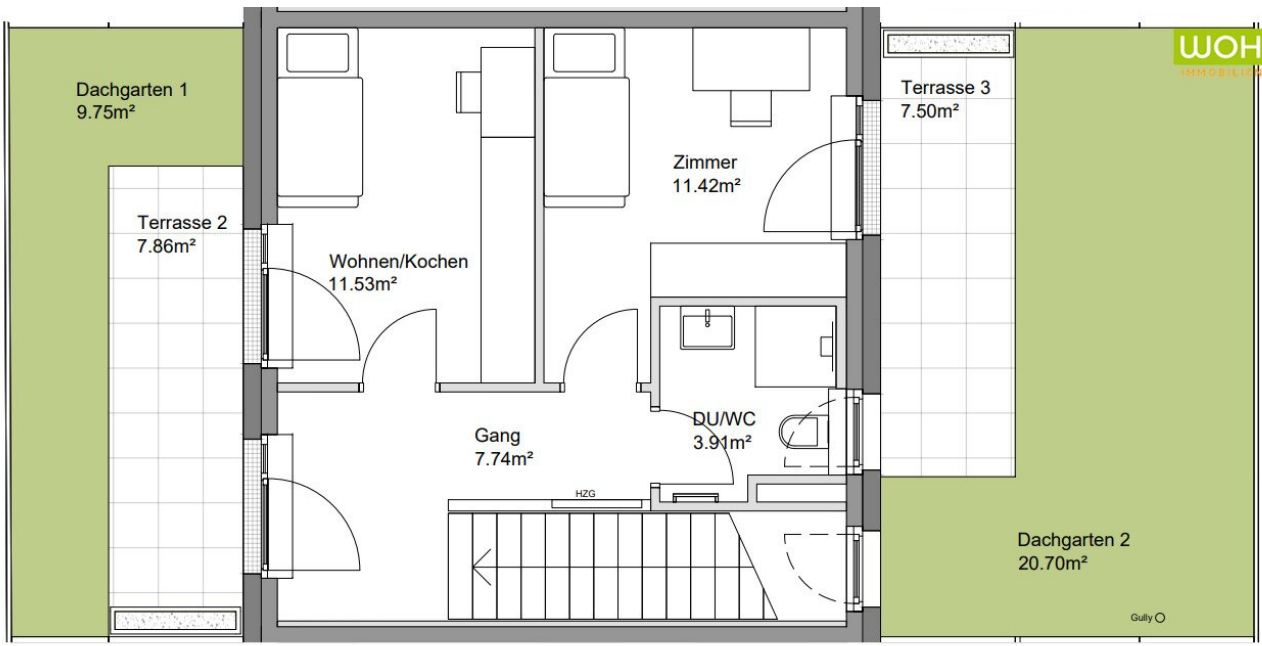 WOH
IMMOBILIEN
Dachgarten 1
9.75m²
Terrasse 3
7.50m²
Zimmer
11.42m²
Terrasse 2
7.86m²
Wohnen/Kochen
11.53m²
DU/WC
3.91m²
Gang
7.74m²
HZG
Dachgarten 2
20.70m²
Gully